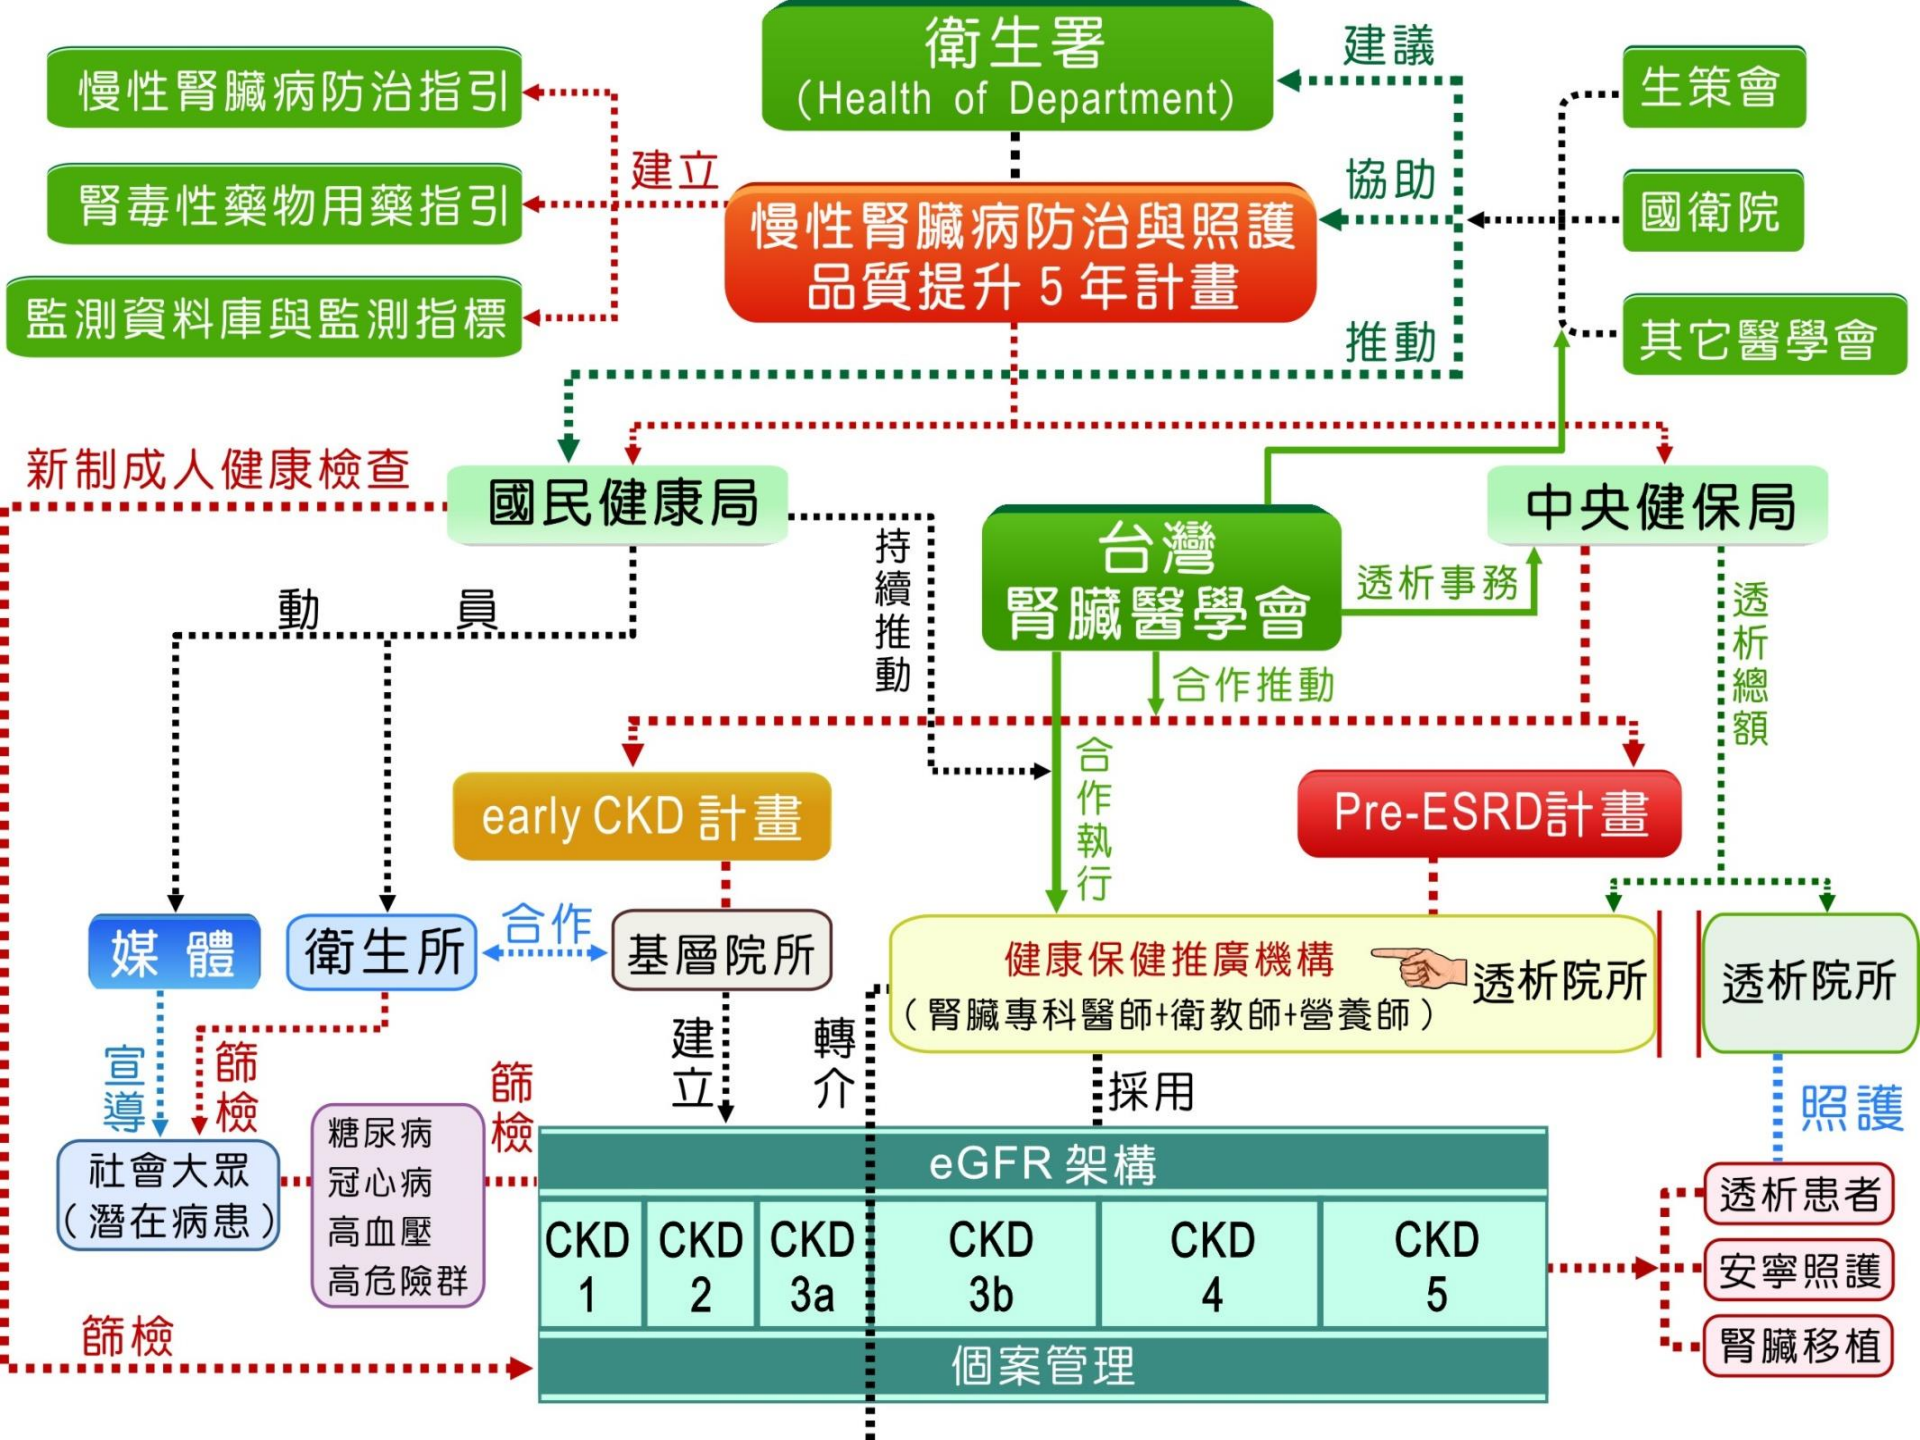 衛生署
(Health of Department)
建議
生策會
慢性腎臟病防治指引
建立
協助
國衛院
腎毒性藥物用藥指引
慢性腎臟病防治與照護
品質提升 5 年計畫
監測資料庫與監測指標
推動
其它醫學會
新制成人健康檢查
國民健康局
中央健保局
台灣
腎臟醫學會
持續推動
透析事務
透析總額
動員
合作推動
合作執行
early CKD 計畫
Pre-ESRD計畫
媒體
衛生所
合作
基層院所
健康保健推廣機構
(腎臟專科醫師+衛教師+營養師)
透析院所
透析院所
宣導
篩檢
篩檢
建立
轉介
採用
照護
社會大眾
(潛在病患)
糖尿病
冠心病
高血壓
高危險群
eGFR 架構
CKD
1
CKD
2
CKD
3a
CKD
3b
CKD
4
CKD
5
透析患者
安寧照護
腎臟移植
篩檢
個案管理